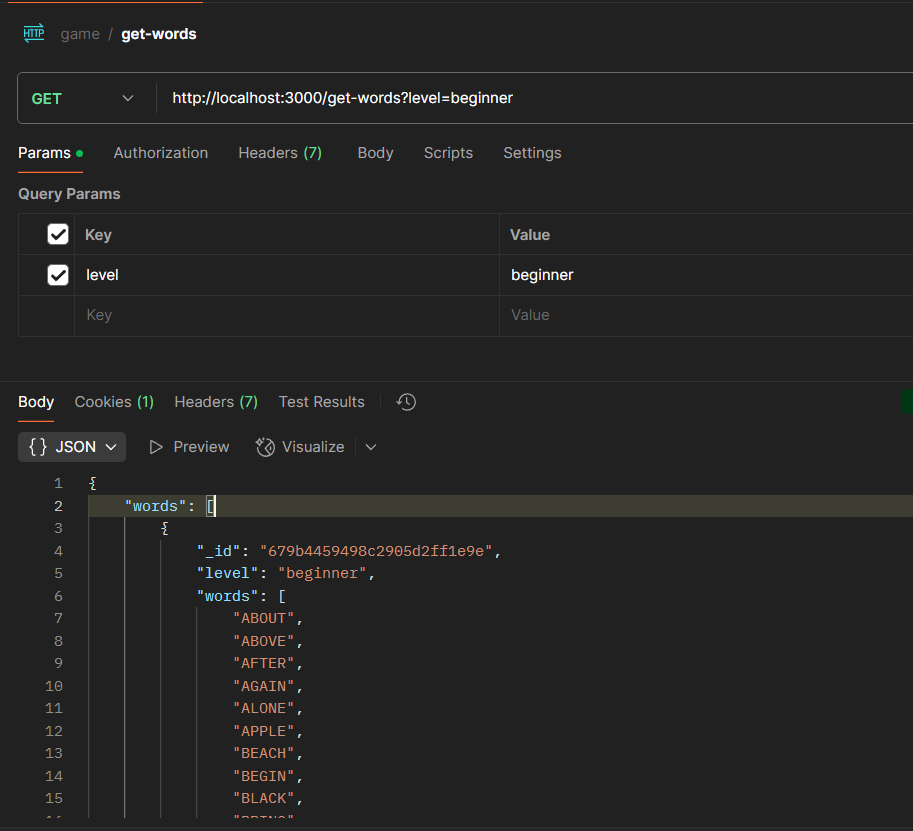 HTTP game / get-words
GET http://localhost:3000/get-words?level=beginner
Params Authorization Headers (7) Body Scripts Settings
Query Params
Key Value
level beginner
Key Value
Body Cookies (1) Headers (7) Test Results
{} JSON Preview Visualize
1 {
2 "words": [
3 {
4 "_id": "679b4459498c2905d2ff1e9e",
5 "level": "beginner",
6 "words": [
7 "ABOUT",
8 "ABOVE",
9 "AFTER",
10 "AGAIN",
11 "ALONE",
12 "APPLE",
13 "BEACH",
14 "BEGIN",
15 "BLACK",